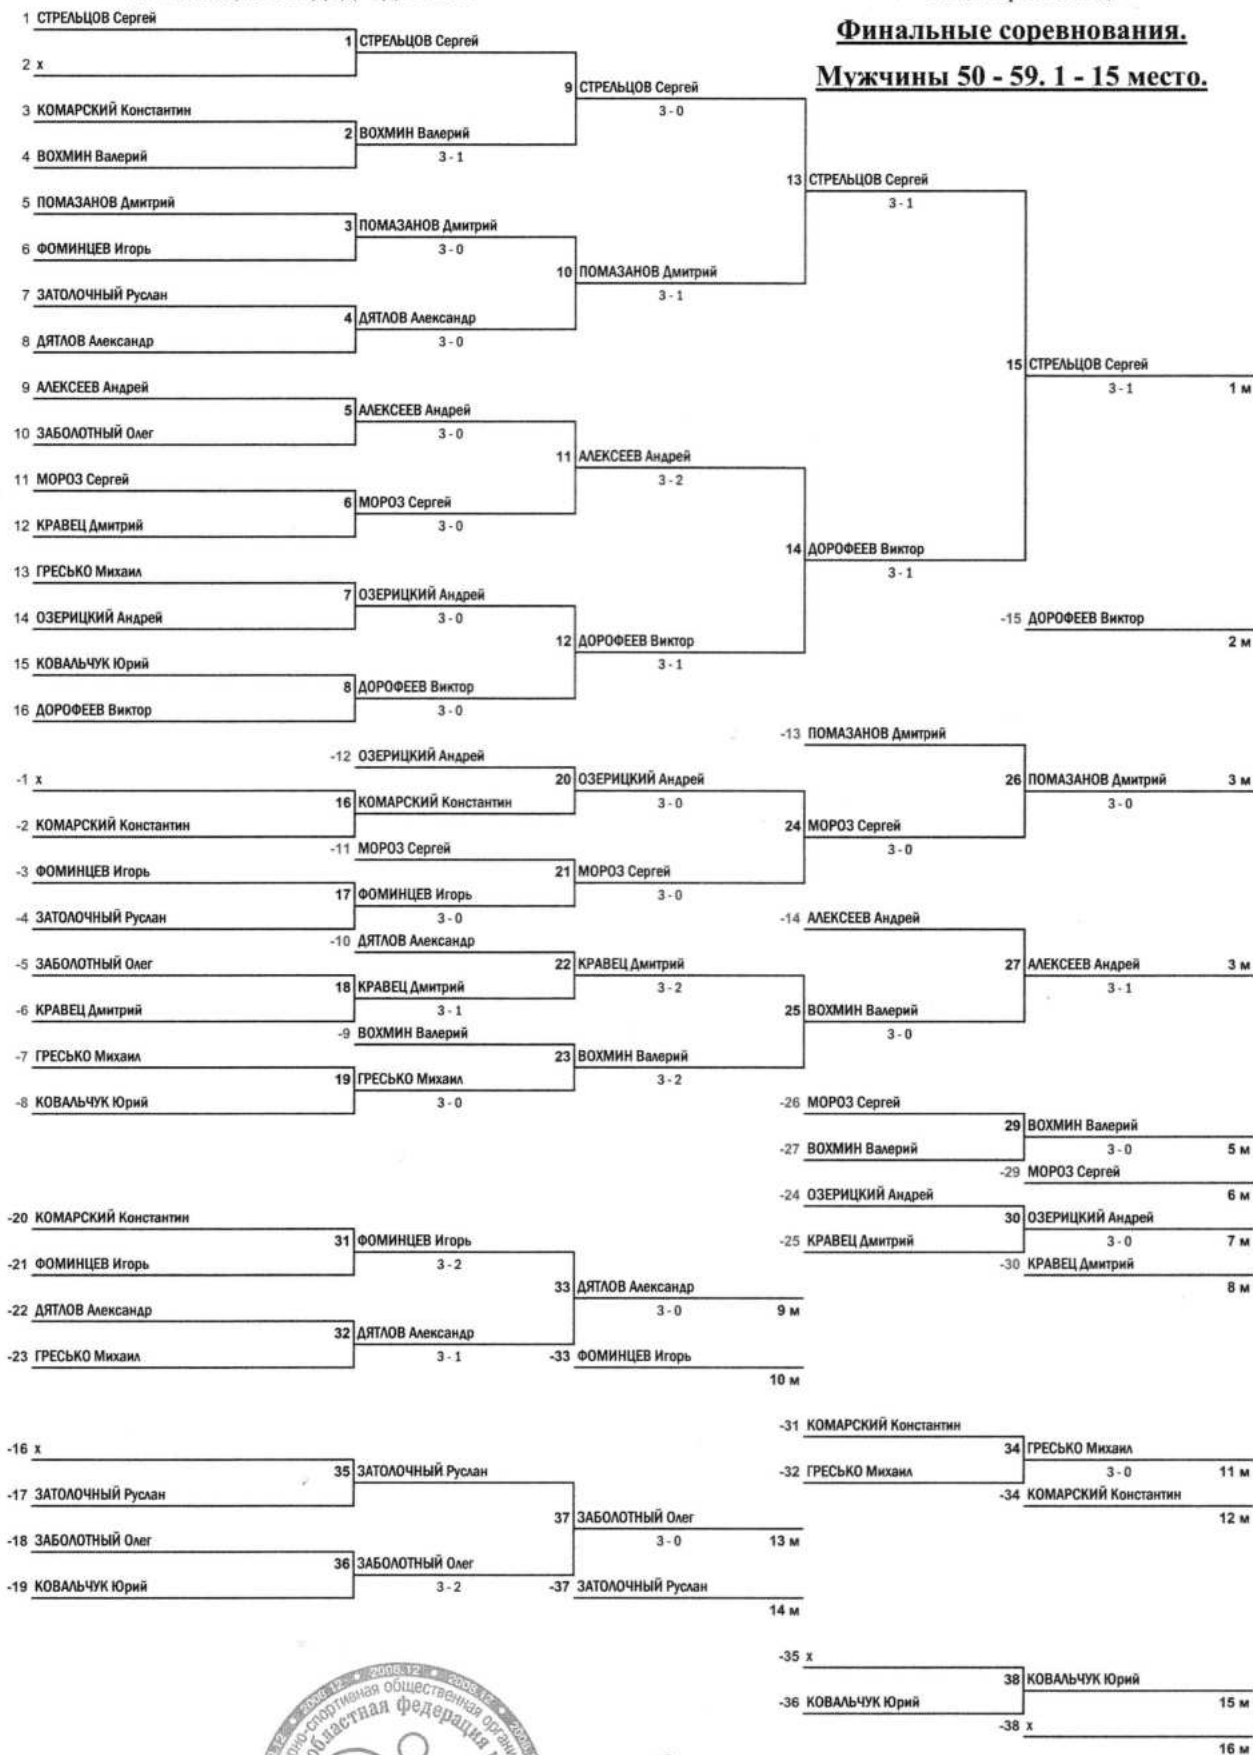 Финальные соревнования.
Мужчины 50 - 59. 1 - 15 место.
1 СТРЕЛЬЦОВ Сергей
1 СТРЕЛЬЦОВ Сергей
2 х
9 СТРЕЛЬЦОВ Сергей
3 - 0
3 КОМАРСКИЙ Константин
2 ВОХМИН Валерий
3 - 1
4 ВОХМИН Валерий
13 СТРЕЛЬЦОВ Сергей
3 - 1
5 ПОМАЗАНОВ Дмитрий
3 ПОМАЗАНОВ Дмитрий
3 - 0
6 ФОМИНЦЕВ Игорь
10 ПОМАЗАНОВ Дмитрий
3 - 1
7 ЗАТОЛОЧНЫЙ Руслан
4 ДЯТЛОВ Александр
3 - 0
8 ДЯТЛОВ Александр
15 СТРЕЛЬЦОВ Сергей
3 - 1 1 м
9 АЛЕКСЕЕВ Андрей
5 АЛЕКСЕЕВ Андрей
3 - 0
10 ЗАБОЛОТНЫЙ Олег
11 АЛЕКСЕЕВ Андрей
3 - 2
11 МОРОЗ Сергей
6 МОРОЗ Сергей
3 - 0
12 КРАВЕЦ Дмитрий
14 ДОРОФЕЕВ Виктор
3 - 1
13 ГРЕСЬКО Михаил
7 ОЗЕРИЦКИЙ Андрей
3 - 0
14 ОЗЕРИЦКИЙ Андрей
-15 ДОРОФЕЕВ Виктор
2 м
12 ДОРОФЕЕВ Виктор
3 - 1
15 КОВАЛЬЧУК Юрий
8 ДОРОФЕЕВ Виктор
3 - 0
16 ДОРОФЕЕВ Виктор
-13 ПОМАЗАНОВ Дмитрий
-12 ОЗЕРИЦКИЙ Андрей
-1 х
20 ОЗЕРИЦКИЙ Андрей
3 - 0
26 ПОМАЗАНОВ Дмитрий 3 м
3 - 0
16 КОМАРСКИЙ Константин
-2 КОМАРСКИЙ Константин
24 МОРОЗ Сергей
3 - 0
-11 МОРОЗ Сергей
-3 ФОМИНЦЕВ Игорь
21 МОРОЗ Сергей
3 - 0
17 ФОМИНЦЕВ Игорь
3 - 0
-4 ЗАТОЛОЧНЫЙ Руслан
-14 АЛЕКСЕЕВ Андрей
-10 ДЯТЛОВ Александр
-5 ЗАБОЛОТНЫЙ Олег
22 КРАВЕЦ Дмитрий
3 - 2
27 АЛЕКСЕЕВ Андрей 3 м
3 - 1
18 КРАВЕЦ Дмитрий
3 - 1
-6 КРАВЕЦ Дмитрий
25 ВОХМИН Валерий
3 - 0
-9 ВОХМИН Валерий
-7 ГРЕСЬКО Михаил
23 ВОХМИН Валерий
3 - 2
19 ГРЕСЬКО Михаил
3 - 0
-8 КОВАЛЬЧУК Юрий
-26 МОРОЗ Сергей
29 ВОХМИН Валерий
3 - 0 5 м
-27 ВОХМИН Валерий
-29 МОРОЗ Сергей
6 м
-24 ОЗЕРИЦКИЙ Андрей
30 ОЗЕРИЦКИЙ Андрей
3 - 0 7 м
-25 КРАВЕЦ Дмитрий
-30 КРАВЕЦ Дмитрий
8 м
-20 КОМАРСКИЙ Константин
31 ФОМИНЦЕВ Игорь
3 - 2
-21 ФОМИНЦЕВ Игорь
33 ДЯТЛОВ Александр
3 - 0 9 м
-22 ДЯТЛОВ Александр
32 ДЯТЛОВ Александр
3 - 1
-23 ГРЕСЬКО Михаил
-33 ФОМИНЦЕВ Игорь
10 м
-31 КОМАРСКИЙ Константин
34 ГРЕСЬКО Михаил
3 - 0 11 м
-32 ГРЕСЬКО Михаил
-34 КОМАРСКИЙ Константин
12 м
-16 х
35 ЗАТОЛОЧНЫЙ Руслан
-17 ЗАТОЛОЧНЫЙ Руслан
37 ЗАБОЛОТНЫЙ Олег
3 - 0 13 м
-18 ЗАБОЛОТНЫЙ Олег
36 ЗАБОЛОТНЫЙ Олег
3 - 2
-19 КОВАЛЬЧУК Юрий
-37 ЗАТОЛОЧНЫЙ Руслан
14 м
-35 х
38 КОВАЛЬЧУК Юрий
15 м
-36 КОВАЛЬЧУК Юрий
-38 х
16 м
2008.12 2008.12 2008.12
спортивная общественная
областная федерация